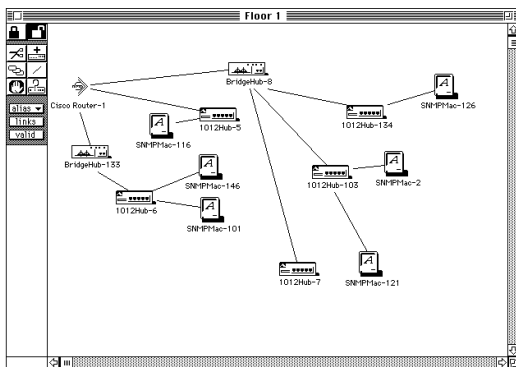 Floor 1
alias
links
valid
BridgeHub-8
Cisco Router-1
SNMPMac-126
1012Hub-134
1012Hub-5
SNMPMac-116
BridgeHub-133
SNMPMac-146
1012Hub-103
SNMPMac-2
1012Hub-6
SNMPMac-101
1012Hub-7
SNMPMac-121